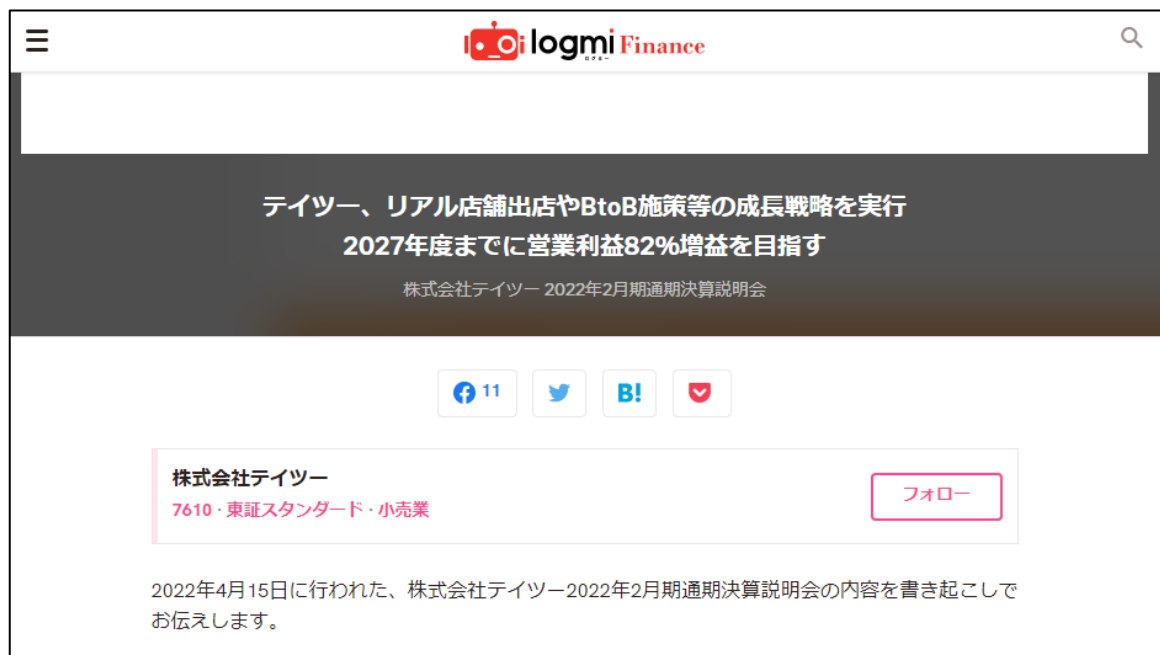 logmi Finance
ログミー
テイツー、リアル店舗出店やBtoB施策等の成長戦略を実行
2027年度までに営業利益82%増益を目指す
株式会社テイツー 2022年2月期通期決算説明会
11
B!
株式会社テイツー
7610・東証スタンダード・小売業
フォロー
2022年4月15日に行われた、株式会社テイツー2022年2月期通期決算説明会の内容を書き起こしで
お伝えします。